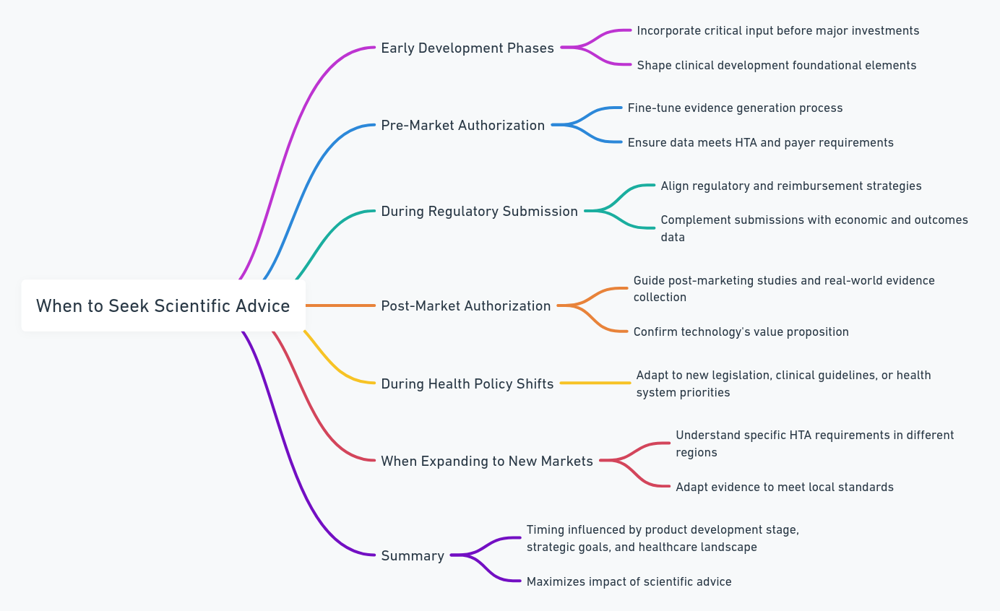 When to Seek Scientific Advice
Early Development Phases
Incorporate critical input before major investments
Shape clinical development foundational elements
Pre-Market Authorization
Fine-tune evidence generation process
Ensure data meets HTA and payer requirements
During Regulatory Submission
Align regulatory and reimbursement strategies
Complement submissions with economic and outcomes
data
Post-Market Authorization
Guide post-marketing studies and real-world evidence
collection
Confirm technology's value proposition
During Health Policy Shifts
Adapt to new legislation, clinical guidelines, or health
system priorities
When Expanding to New Markets
Understand specific HTA requirements in different
regions
Adapt evidence to meet local standards
Summary
Timing influenced by product development stage,
strategic goals, and healthcare landscape
Maximizes impact of scientific advice